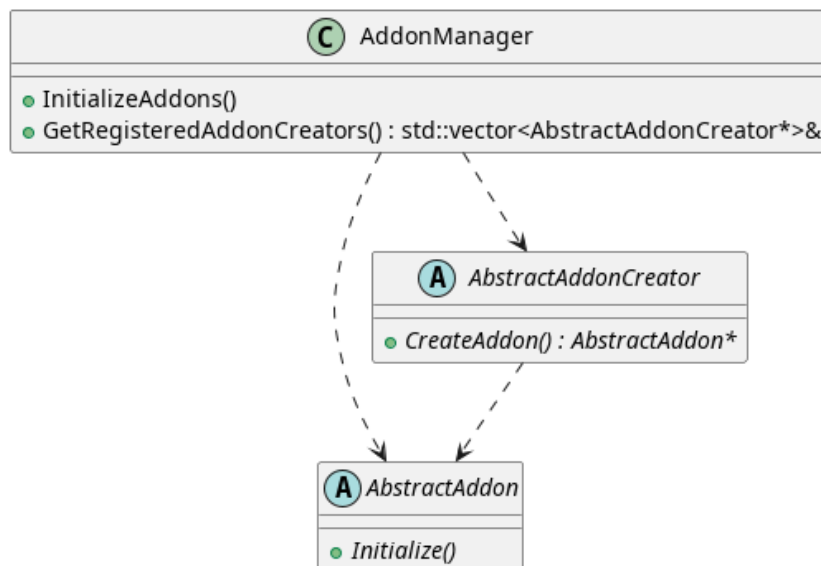 C AddonManager
InitializeAddons()
GetRegisteredAddonCreators() : std::vector<AbstractAddonCreator*>&
A AbstractAddonCreator
CreateAddon() : AbstractAddon*
A AbstractAddon
Initialize()